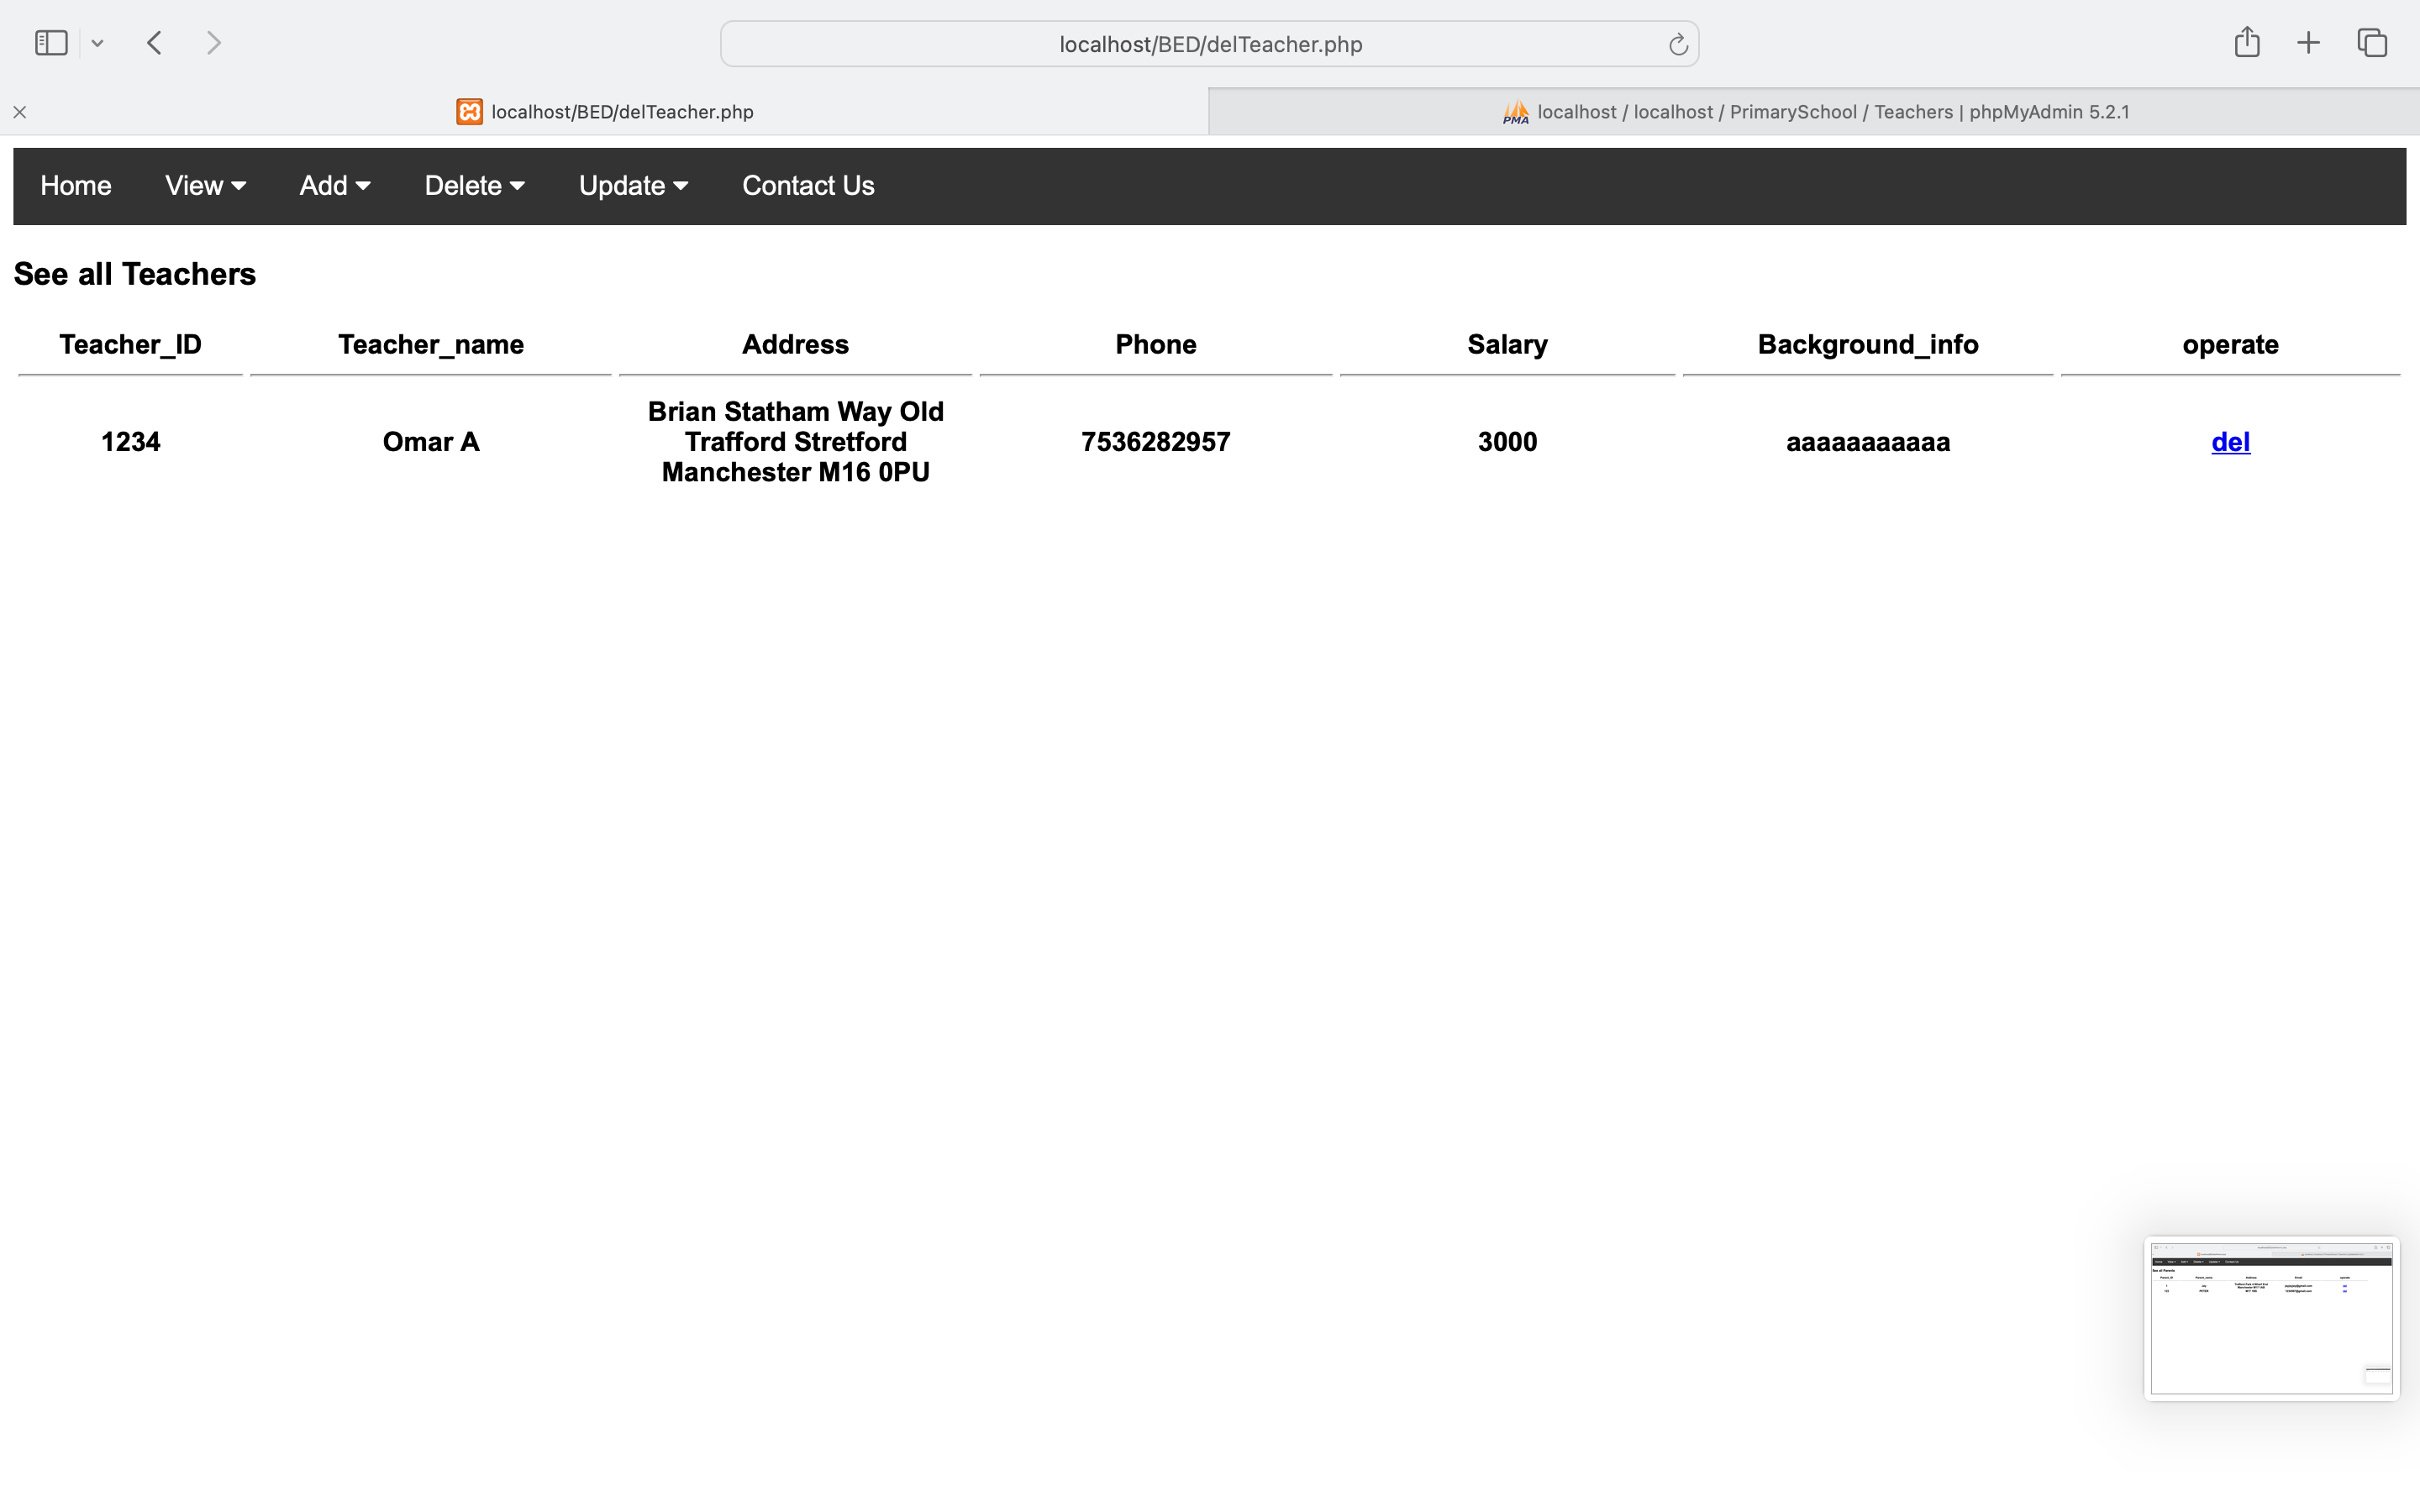 localhost/BED/delTeacher.php
localhost/BED/delTeacher.php
PMA localhost / localhost / PrimarySchool / Teachers | phpMyAdmin 5.2.1
Home View Add Delete Update Contact Us
See all Teachers
Teacher_ID Teacher_name Address Phone Salary Background_info operate
1234 Omar A Brian Statham Way Old 7536282957 3000 aaaaaaaaaaa del
Trafford Stretford
Manchester M16 0PU